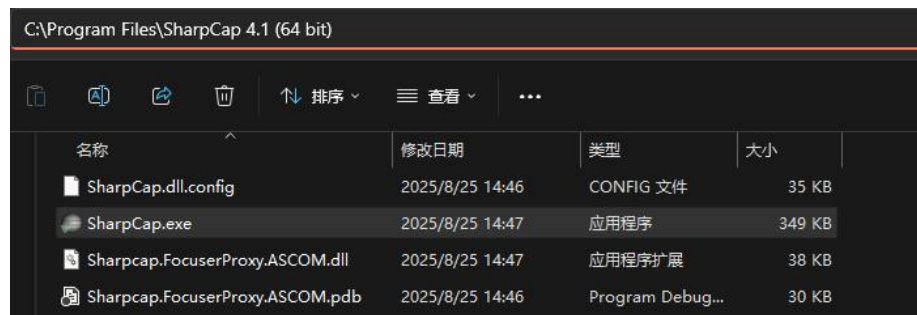 C:\Program Files\SharpCap 4.1 (64 bit)
排序 查看
名称 修改日期 类型 大小
SharpCap.dll.config 2025/8/25 14:46 CONFIG 文件 35 KB
SharpCap.exe 2025/8/25 14:47 应用程序 349 KB
Sharpcap.FocuserProxy.ASCOM.dll 2025/8/25 14:47 应用程序扩展 38 KB
Sharpcap.FocuserProxy.ASCOM.pdb 2025/8/25 14:46 Program Debug... 30 KB